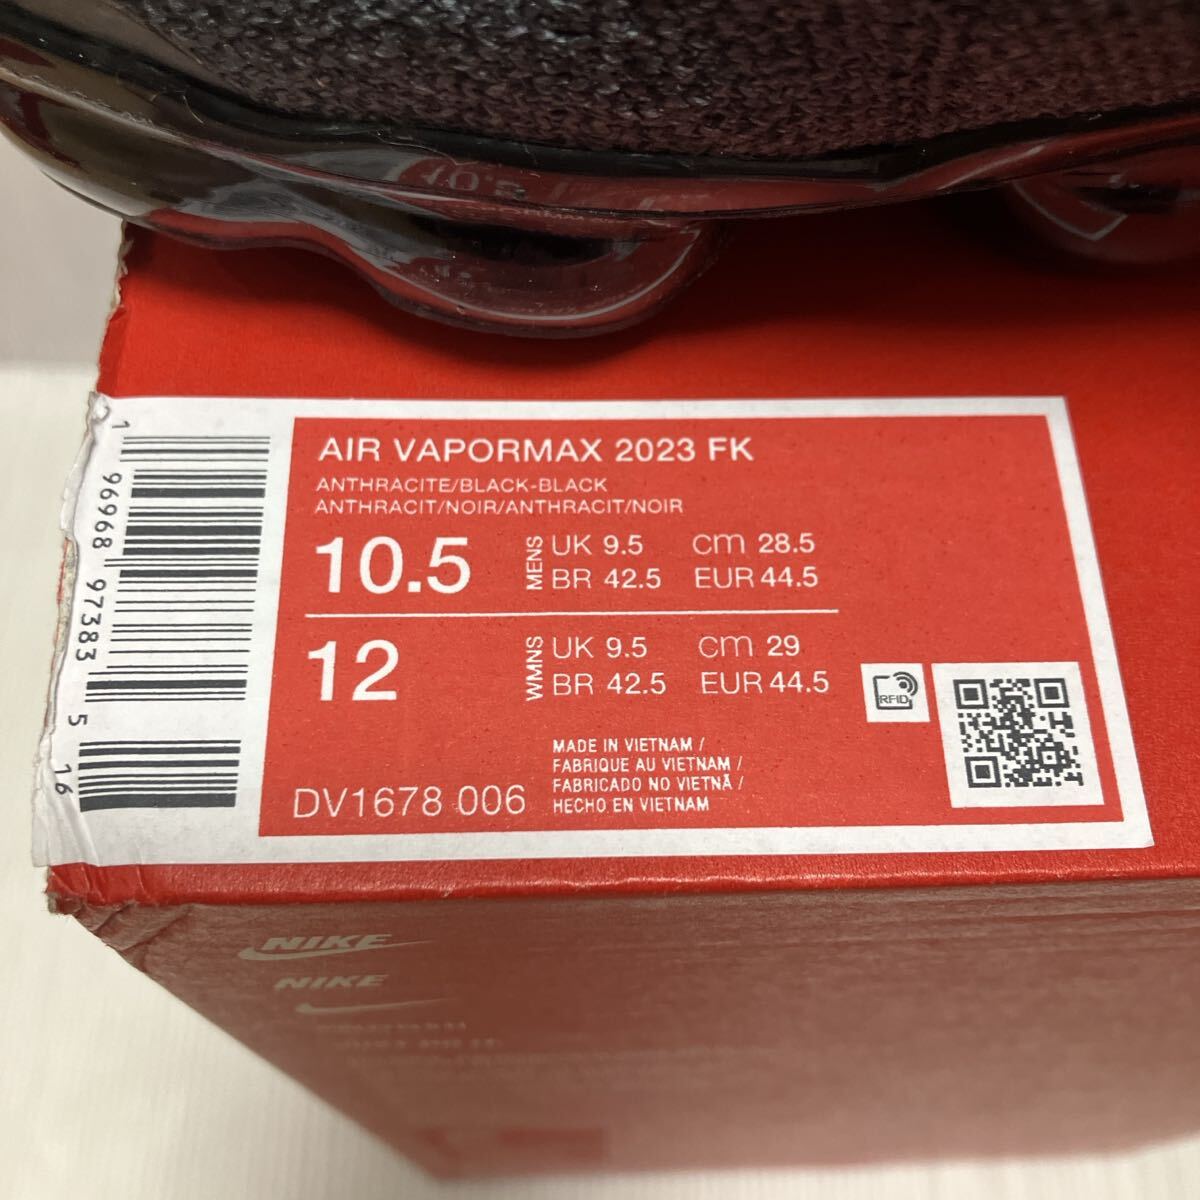 10.5
AIR VAPORMAX 2023 FK
ANTHRACITE/BLACK-BLACK
ANTHRACIT/NOIR/ANTHRACIT/NOIR
10.5 MENS UK 9.5 cm 28.5
BR 42.5 EUR 44.5
12 WMNS UK 9.5 cm 29
BR 42.5 EUR 44.5
RFID
MADE IN VIETNAM /
FABRIQUE AU VIETNAM /
FABRICADO NO VIETNÃ /
HECHO EN VIETNAM
DV1678 006
1 96968 97383 5 16
NIKE
NIKE